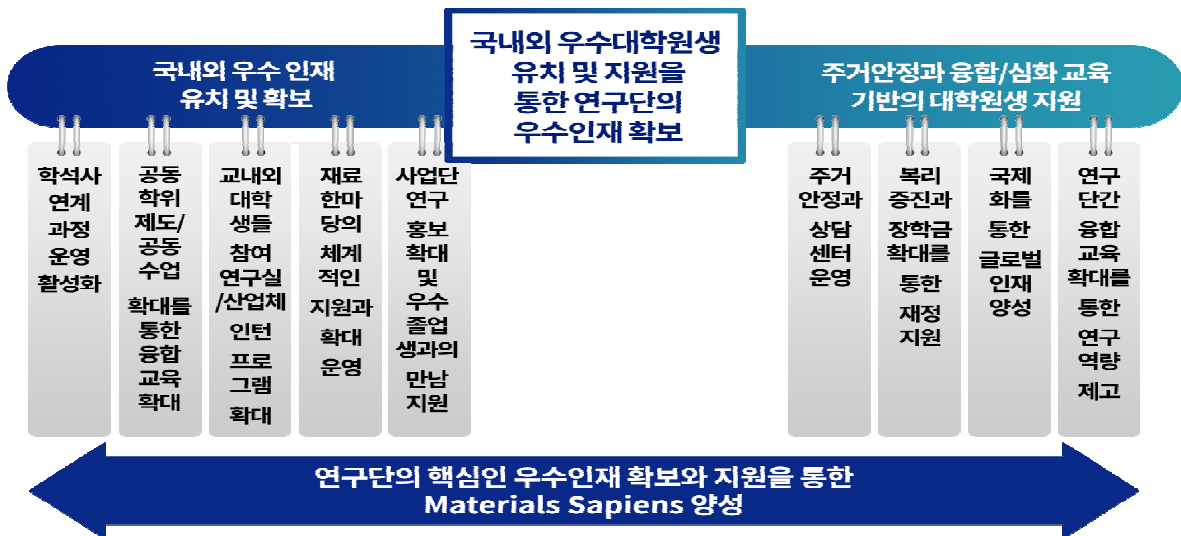 국내외 우수 인재
유치 및 확보
국내외 우수대학원생
유치 및 지원을
통한 연구단의
우수인재 확보
주거안정과 융합/심화 교육
기반의 대학원생 지원
학석사
연계
과정
운영
활성화
공동
학위
제도/
공동
수업
확대를
통한
융합
교육
확대
교내외
대학
생들
참여
연구실
/산업체
인턴
프로
그램
확대
재료
한마
당의
체계
적인
지원과
확대
운영
사업단
연구
홍보
확대
및
우수
졸업
생과의
만남
지원
주거
안정과
상담
센터
운영
복리
증진과
장학금
확대를
통한
재정
지원
국제
화를
통한
글로벌
인재
양성
연구
단간
융합
교육
확대를
통한
연구
역량
제고
연구단의 핵심인 우수인재 확보와 지원을 통한
Materials Sapiens 양성